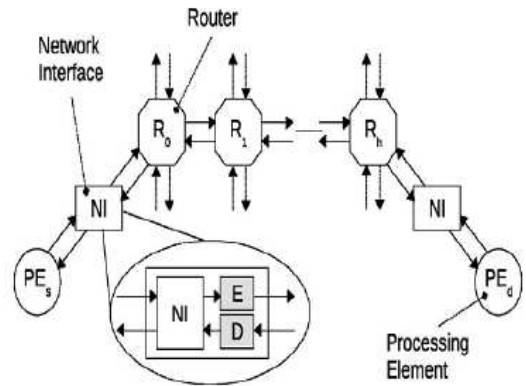 Router
Network
Interface
R0
R1
Rh
NI
NI
PEs
PEd
NI
E
D
Processing
Element